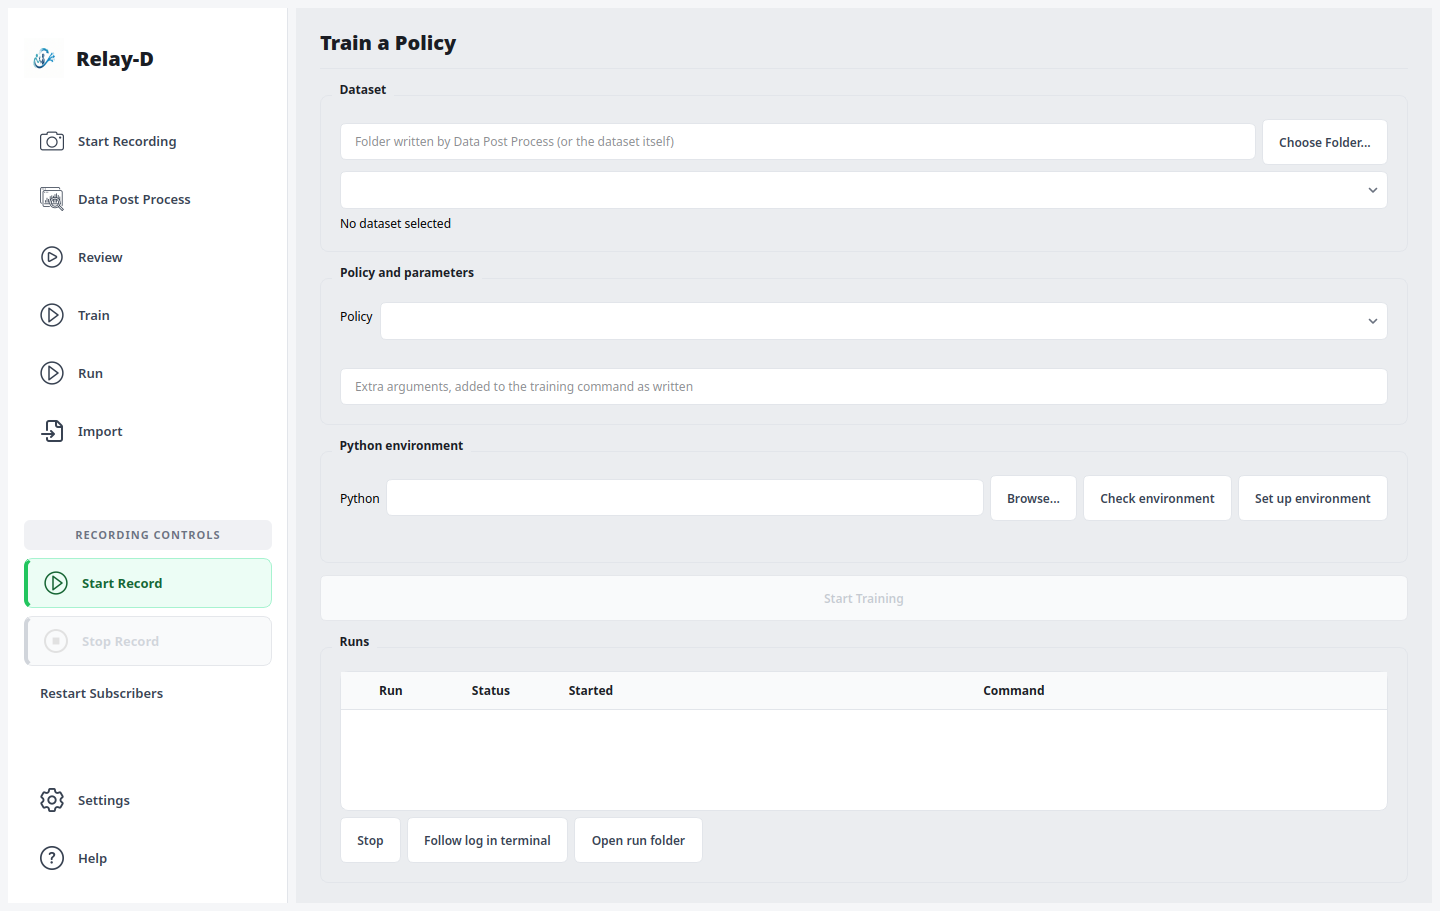 Relay-D
Start Recording
Data Post Process
Review
Train
Run
Import
RECORDING CONTROLS
Start Record
Stop Record
Restart Subscribers
Settings
Help
Train a Policy
Dataset
Folder written by Data Post Process (or the dataset itself)
Choose Folder...
No dataset selected
Policy and parameters
Policy
Extra arguments, added to the training command as written
Python environment
Python
Browse...
Check environment
Set up environment
Start Training
Runs
Run Status Started Command
Stop
Follow log in terminal
Open run folder